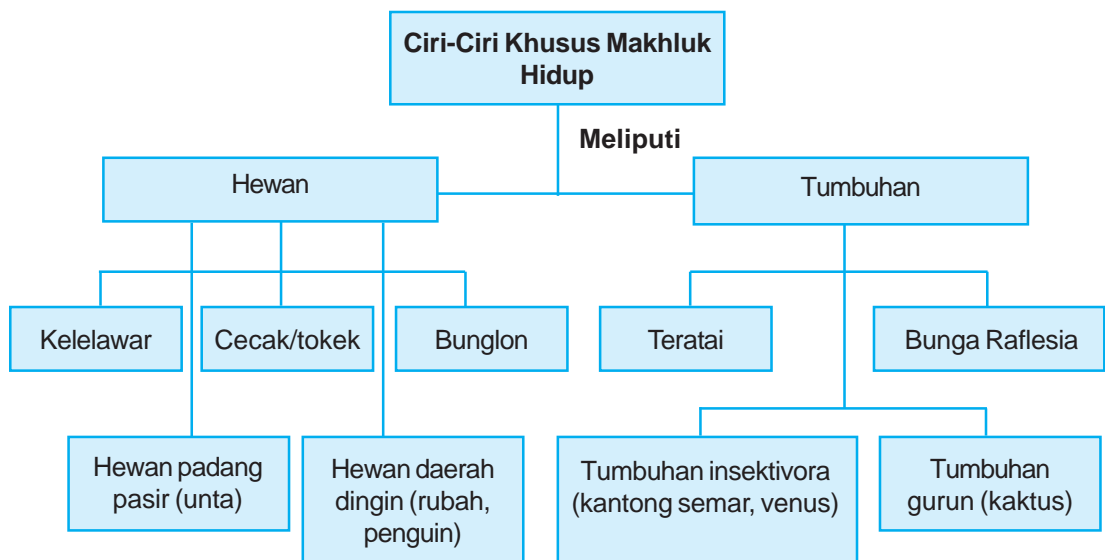 Ciri-Ciri Khusus Makhluk
Hidup
Meliputi
Hewan
Tumbuhan
Kelelawar
Cecak/tokek
Bunglon
Teratai
Bunga Raflesia
Hewan padang
pasir (unta)
Hewan daerah
dingin (rubah,
penguin)
Tumbuhan insektivora
(kantong semar, venus)
Tumbuhan
gurun (kaktus)